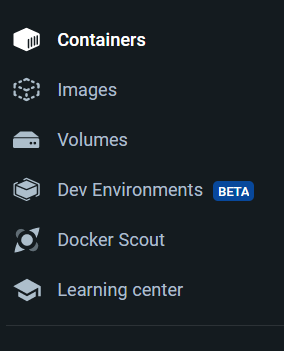 Containers
Images
Volumes
Dev Environments BETA
Docker Scout
Learning center